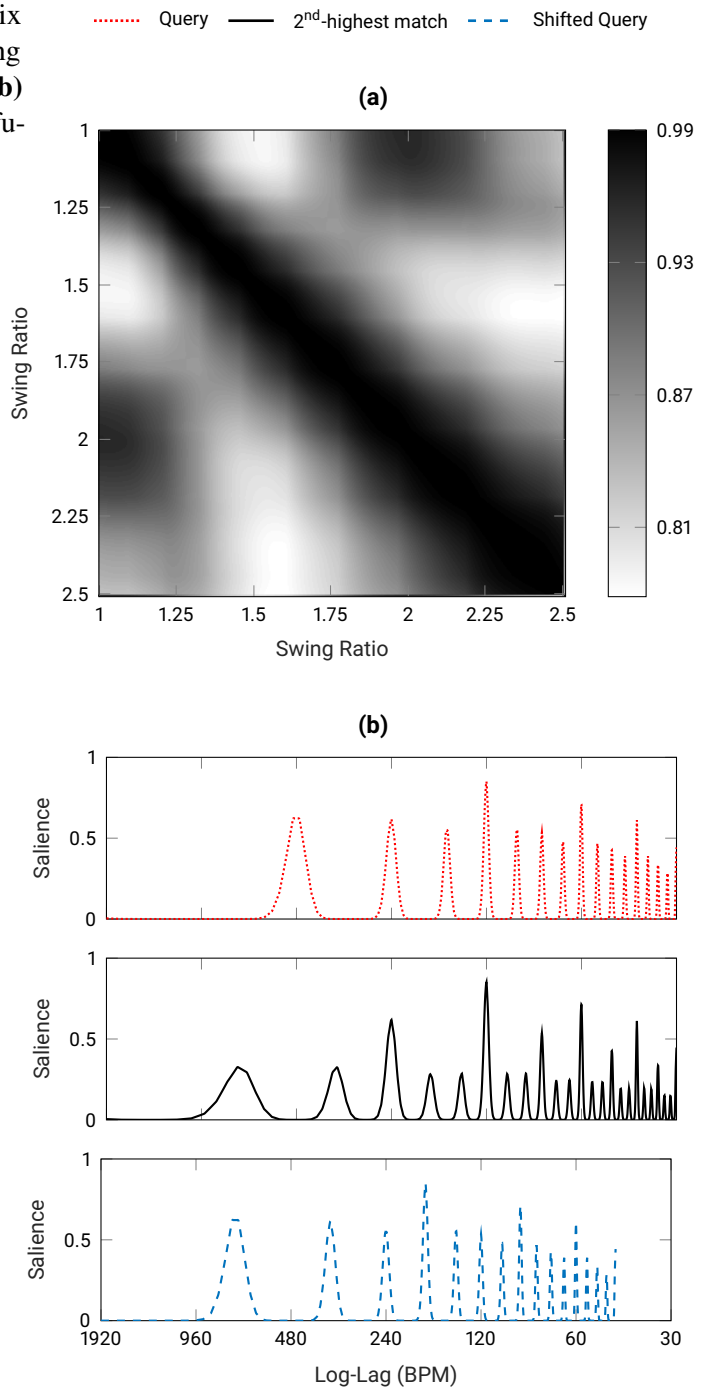 ix
ng
b)
fu-
Query 2nd-highest match Shifted Query
(a)
1
1.25
1.5
1.75
2
2.25
2.5
Swing Ratio
1 1.25 1.5 1.75 2 2.25 2.5
Swing Ratio
0.99
0.93
0.87
0.81
(b)
1
0.5
0
Salience
1
0.5
0
Salience
1
0.5
0
Salience
1920 960 480 240 120 60 30
Log-Lag (BPM)